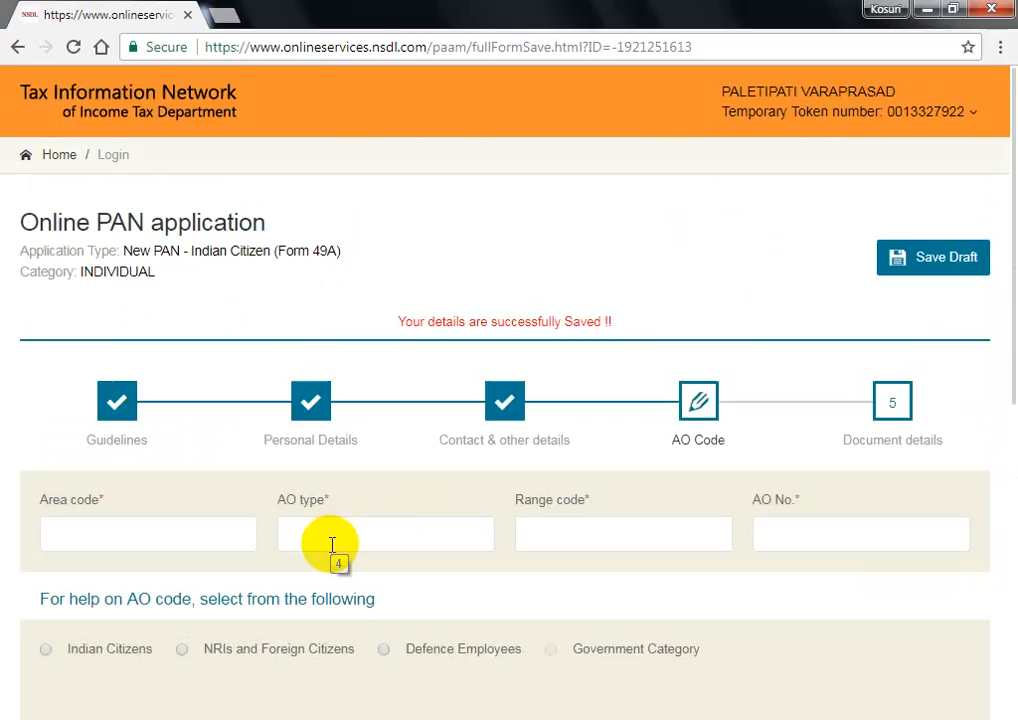 Kosuri
NSDL https://www.onlineservic
Secure https://www.onlineservices.nsdl.com/paam/fullFormSave.html?ID=-1921251613
Tax Information Network
of Income Tax Department
PALETIPATI VARAPRASAD
Temporary Token number: 0013327922
Home / Login
Online PAN application
Application Type: New PAN - Indian Citizen (Form 49A)
Category: INDIVIDUAL
Save Draft
Your details are successfully Saved !!
5
Guidelines Personal Details Contact & other details AO Code Document details
Area code* AO type* Range code* AO No.*
4
For help on AO code, select from the following
Indian Citizens NRIs and Foreign Citizens Defence Employees Government Category